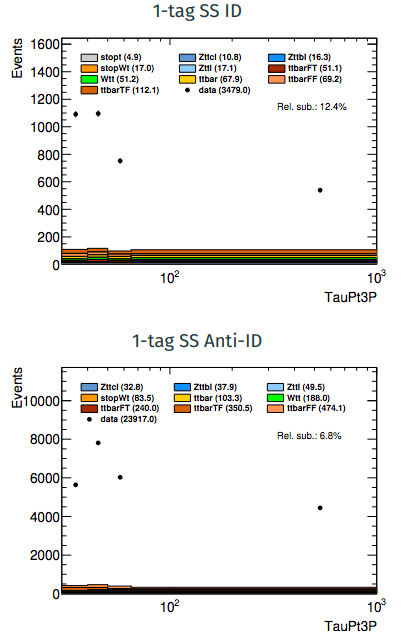 1-tag SS ID
Events
1600
1400
1200
1000
800
600
400
200
0
stopt (4.9) Zttcl (10.8) Zttbl (16.3)
stopWt (17.0) Zttl (17.1) ttbarFT (51.1)
Wtt (51.2) ttbar (67.9) ttbarFF (69.2)
ttbarTF (112.1) data (3479.0)
Rel. sub.: 12.4%
10² 10³
TauPt3P
1-tag SS Anti-ID
Events
10000
8000
6000
4000
2000
0
Zttcl (32.8) Zttbl (37.9) Zttl (49.5)
stopWt (83.5) ttbar (103.3) Wtt (188.0)
ttbarFT (240.0) ttbarTF (350.5) ttbarFF (474.1)
data (23917.0)
Rel. sub.: 6.8%
10² 10³
TauPt3P